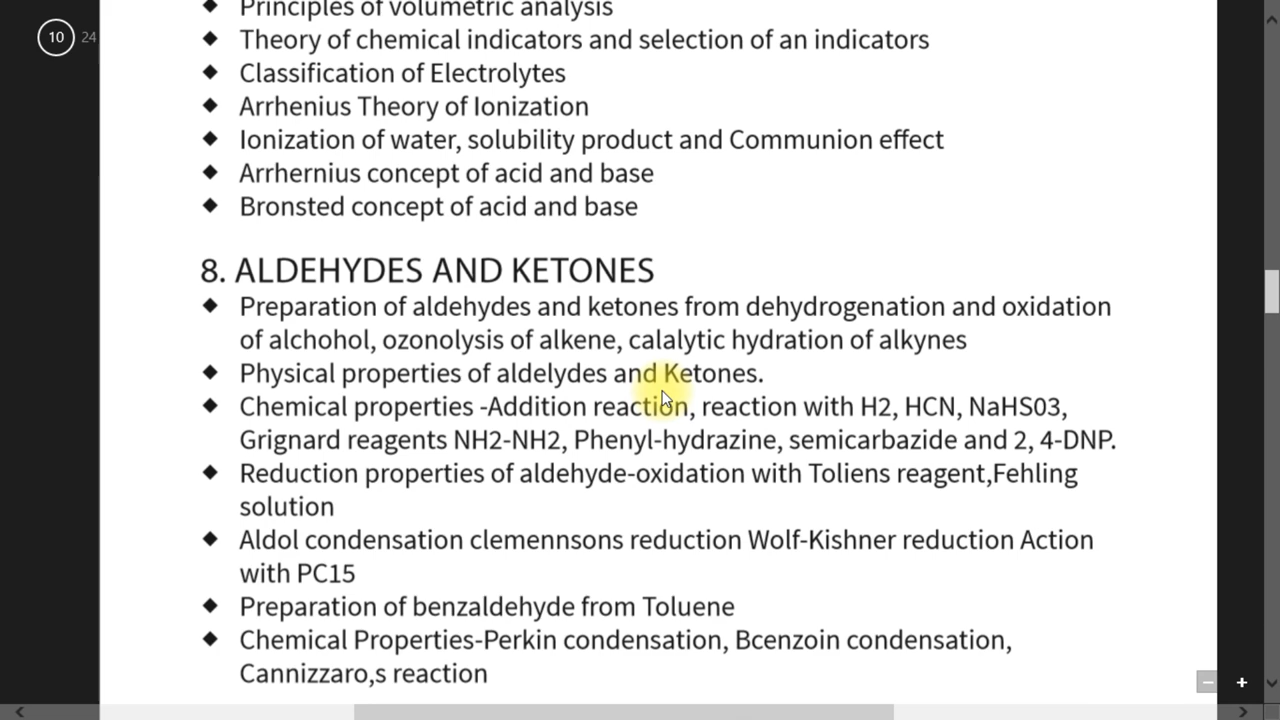 Principles of volumetric analysis
10 24
◆ Theory of chemical indicators and selection of an indicators
◆ Classification of Electrolytes
◆ Arrhenius Theory of Ionization
◆ Ionization of water, solubility product and Communion effect
◆ Arrhernius concept of acid and base
◆ Bronsted concept of acid and base
8. ALDEHYDES AND KETONES
◆ Preparation of aldehydes and ketones from dehydrogenation and oxidation
of alchohol, ozonolysis of alkene, calalytic hydration of alkynes
◆ Physical properties of aldelydes and Ketones.
◆ Chemical properties -Addition reaction, reaction with H2, HCN, NaHS03,
Grignard reagents NH2-NH2, Phenyl-hydrazine, semicarbazide and 2, 4-DNP.
◆ Reduction properties of aldehyde-oxidation with Toliens reagent,Fehling
solution
◆ Aldol condensation clemennsons reduction Wolf-Kishner reduction Action
with PC15
◆ Preparation of benzaldehyde from Toluene
◆ Chemical Properties-Perkin condensation, Bcenzoin condensation,
Cannizzaro,s reaction